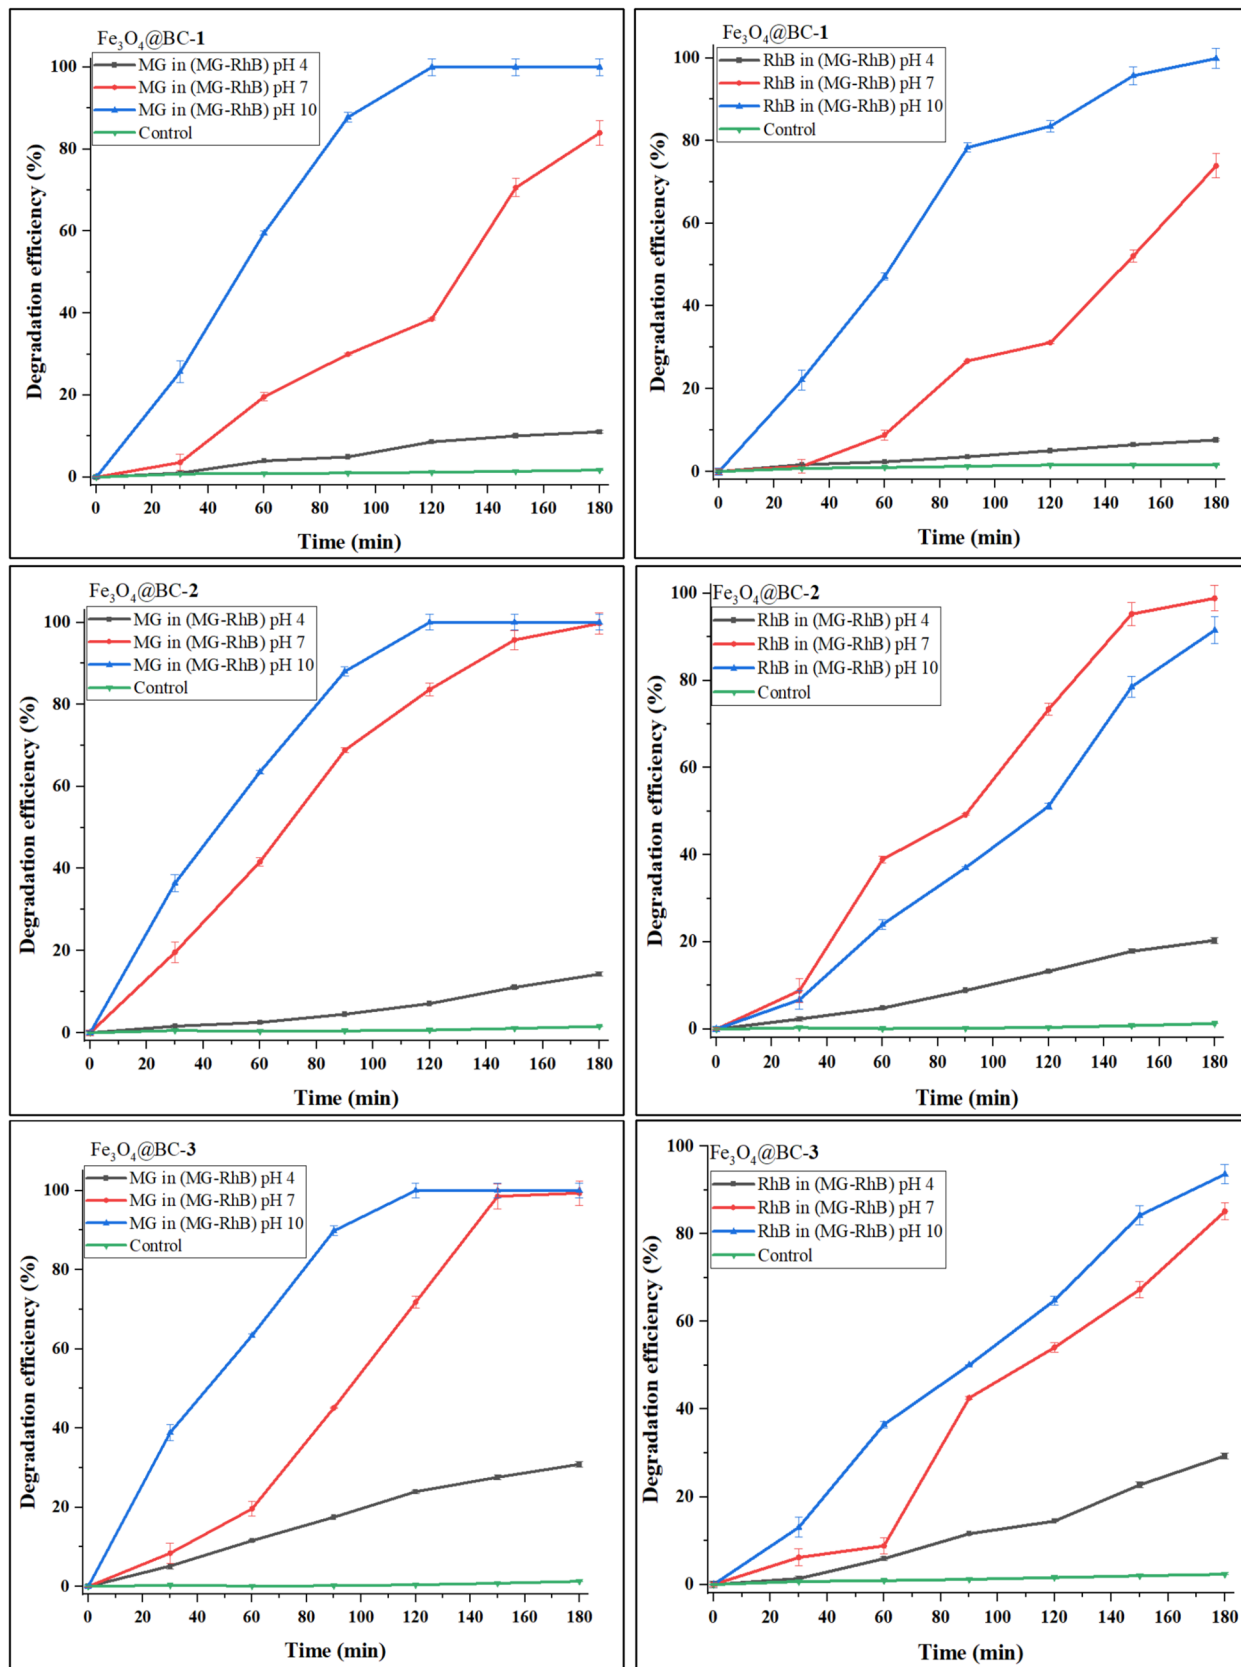 Fe₃O₄@BC-1
MG in (MG-RhB) pH 4
MG in (MG-RhB) pH 7
MG in (MG-RhB) pH 10
Control
Degradation efficiency (%)
100
80
60
40
20
0
0 20 40 60 80 100 120 140 160 180
Time (min)
Fe₃O₄@BC-1
RhB in (MG-RhB) pH 4
RhB in (MG-RhB) pH 7
RhB in (MG-RhB) pH 10
Control
Degradation efficiency (%)
100
80
60
40
20
0
0 20 40 60 80 100 120 140 160 180
Time (min)
Fe₃O₄@BC-2
MG in (MG-RhB) pH 4
MG in (MG-RhB) pH 7
MG in (MG-RhB) pH 10
Control
Degradation efficiency (%)
100
80
60
40
20
0
0 20 40 60 80 100 120 140 160 180
Time (min)
Fe₃O₄@BC-2
RhB in (MG-RhB) pH 4
RhB in (MG-RhB) pH 7
RhB in (MG-RhB) pH 10
Control
Degradation efficiency (%)
100
80
60
40
20
0
0 20 40 60 80 100 120 140 160 180
Time (min)
Fe₃O₄@BC-3
MG in (MG-RhB) pH 4
MG in (MG-RhB) pH 7
MG in (MG-RhB) pH 10
Control
Degradation efficiency (%)
100
80
60
40
20
0
0 20 40 60 80 100 120 140 160 180
Time (min)
Fe₃O₄@BC-3
RhB in (MG-RhB) pH 4
RhB in (MG-RhB) pH 7
RhB in (MG-RhB) pH 10
Control
Degradation efficiency (%)
100
80
60
40
20
0
0 20 40 60 80 100 120 140 160 180
Time (min)